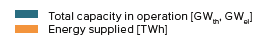 Total capacity in operation [GWth, GWel]
Energy supplied [TWh]